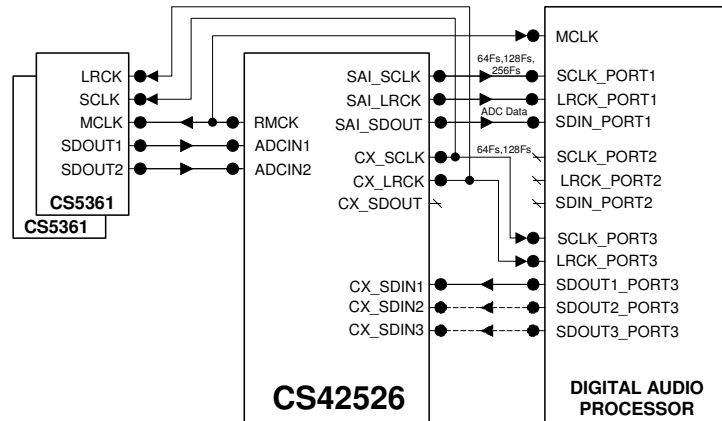 LRCK
SCLK
MCLK
SDOUT1
SDOUT2
CS5361
CS5361
RMCK
ADCIN1
ADCIN2
SAI_SCLK
SAI_LRCK
SAI_SDOUT
CX_SCLK
CX_LRCK
CX_SDOUT
CX_SDIN1
CX_SDIN2
CX_SDIN3
CS42526
64Fs,128Fs,
256Fs
ADC Data
64Fs,128Fs
MCLK
SCLK_PORT1
LRCK_PORT1
SDIN_PORT1
SCLK_PORT2
LRCK_PORT2
SDIN_PORT2
SCLK_PORT3
LRCK_PORT3
SDOUT1_PORT3
SDOUT2_PORT3
SDOUT3_PORT3
DIGITAL AUDIO
PROCESSOR